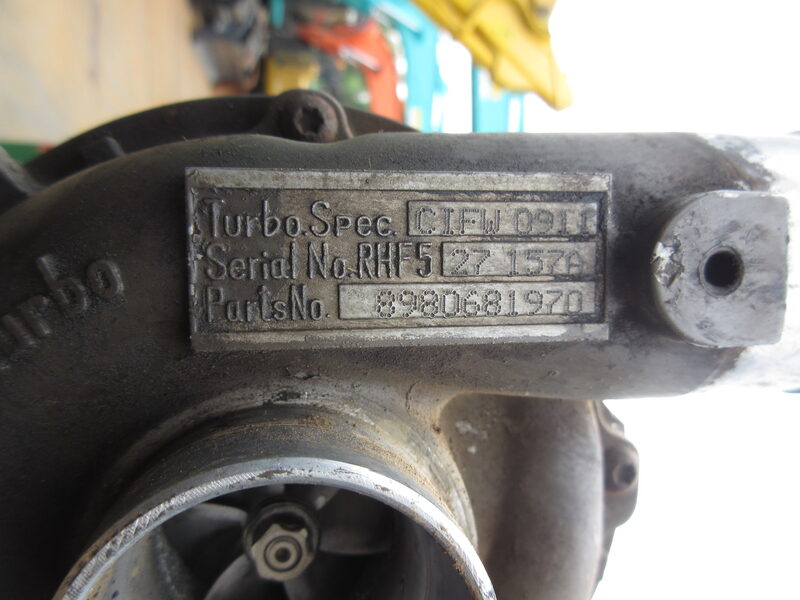 Turbo.Spec. CIFW 0911
Serial No.RHF5 27 157A
PartsNo. 8980681970
urbo